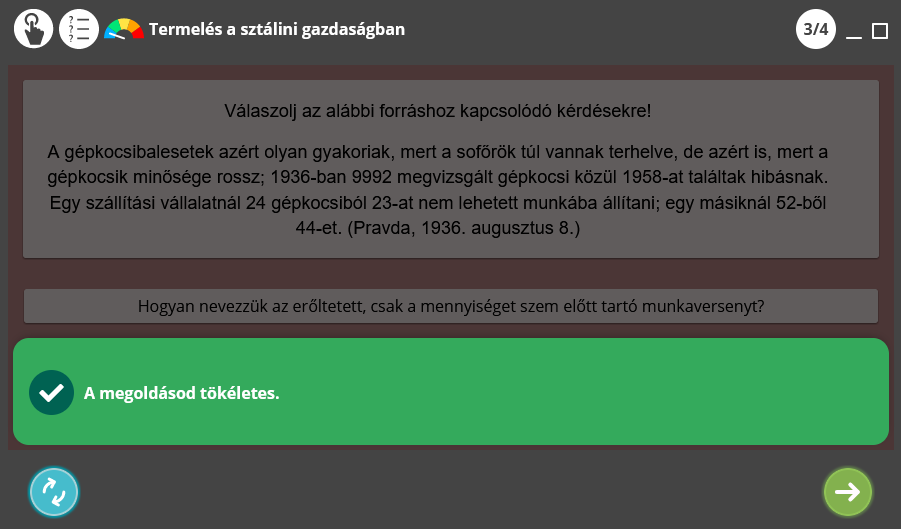 ?
?
?
Termelés a sztálini gazdaságban
3/4
Válaszolj az alábbi forráshoz kapcsolódó kérdésekre!
A gépkocsibalesetek azért olyan gyakoriak, mert a sofőrök túl vannak terhelve, de azért is, mert a
gépkocsik minősége rossz; 1936-ban 9992 megvizsgált gépkocsi közül 1958-at találtak hibásnak.
Egy szállítási vállalatnál 24 gépkocsiból 23-at nem lehetett munkába állítani; egy másiknál 52-ből
44-et. (Pravda, 1936. augusztus 8.)
Hogyan nevezzük az erőltetett, csak a mennyiséget szem előtt tartó munkaversenyt?
A megoldásod tökéletes.